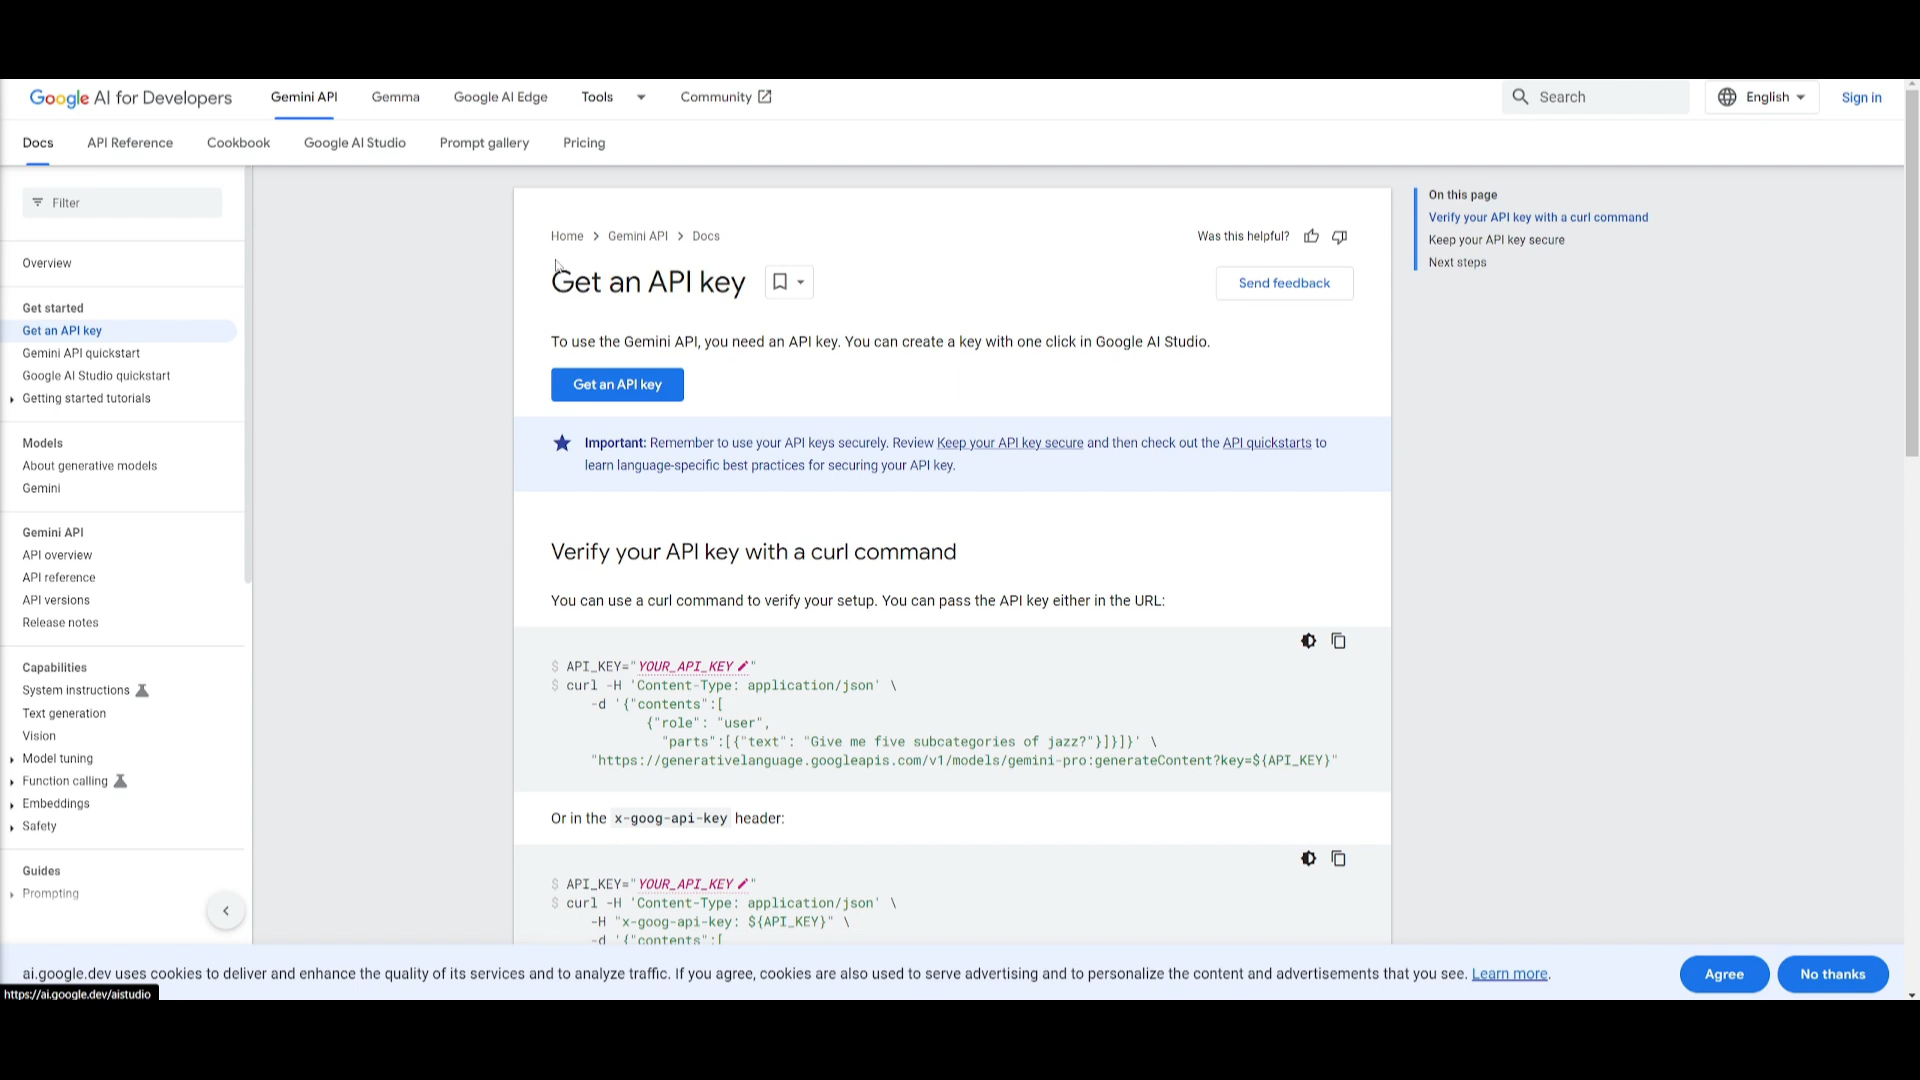 Google AI for Developers
Gemini API
Gemma
Google AI Edge
Tools
Community
Search
English
Sign in
Docs
API Reference
Cookbook
Google AI Studio
Prompt gallery
Pricing
Filter
Overview
Get started
Get an API key
Gemini API quickstart
Google AI Studio quickstart
Getting started tutorials
Models
About generative models
Gemini
Gemini API
API overview
API reference
API versions
Release notes
Capabilities
System instructions
Text generation
Vision
Model tuning
Function calling
Embeddings
Safety
Guides
Prompting
Home > Gemini API > Docs
Was this helpful?
Get an API key
Send feedback
To use the Gemini API, you need an API key. You can create a key with one click in Google AI Studio.
Get an API key
Important: Remember to use your API keys securely. Review Keep your API key secure and then check out the API quickstarts to
learn language-specific best practices for securing your API key.
Verify your API key with a curl command
You can use a curl command to verify your setup. You can pass the API key either in the URL:
$ API_KEY="YOUR_API_KEY"
$ curl -H 'Content-Type: application/json' \
-d '{"contents":[
{"role": "user",
"parts":[{"text": "Give me five subcategories of jazz?"}]}]}' \
"https://generativelanguage.googleapis.com/v1/models/gemini-pro:generateContent?key=${API_KEY}"
Or in the x-goog-api-key header:
$ API_KEY="YOUR_API_KEY"
$ curl -H 'Content-Type: application/json' \
-H "x-goog-api-key: ${API_KEY}" \
-d '{"contents":[
On this page
Verify your API key with a curl command
Keep your API key secure
Next steps
ai.google.dev uses cookies to deliver and enhance the quality of its services and to analyze traffic. If you agree, cookies are also used to serve advertising and to personalize the content and advertisements that you see. Learn more.
Agree
No thanks
https://ai.google.dev/aistudio